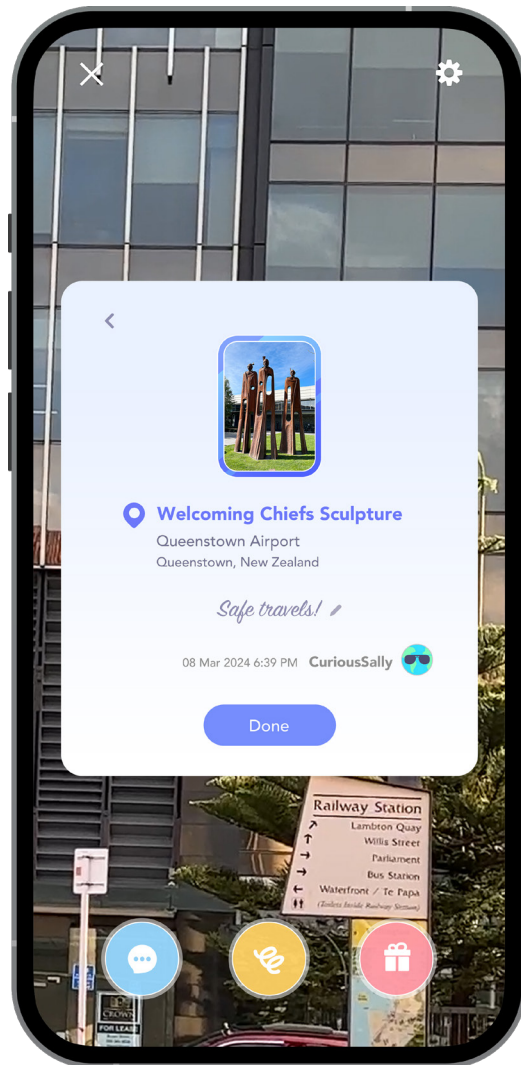 Welcoming Chiefs Sculpture
Queenstown Airport
Queenstown, New Zealand
Safe travels!
08 Mar 2024 6:39 PM CuriousSally
Done
Railway Station
Lambton Quay
Willis Street
Parliament
Bus Station
Waterfront / Te Papa
(Toilets Inside Railway Station)
CROWN
FOR LEASE